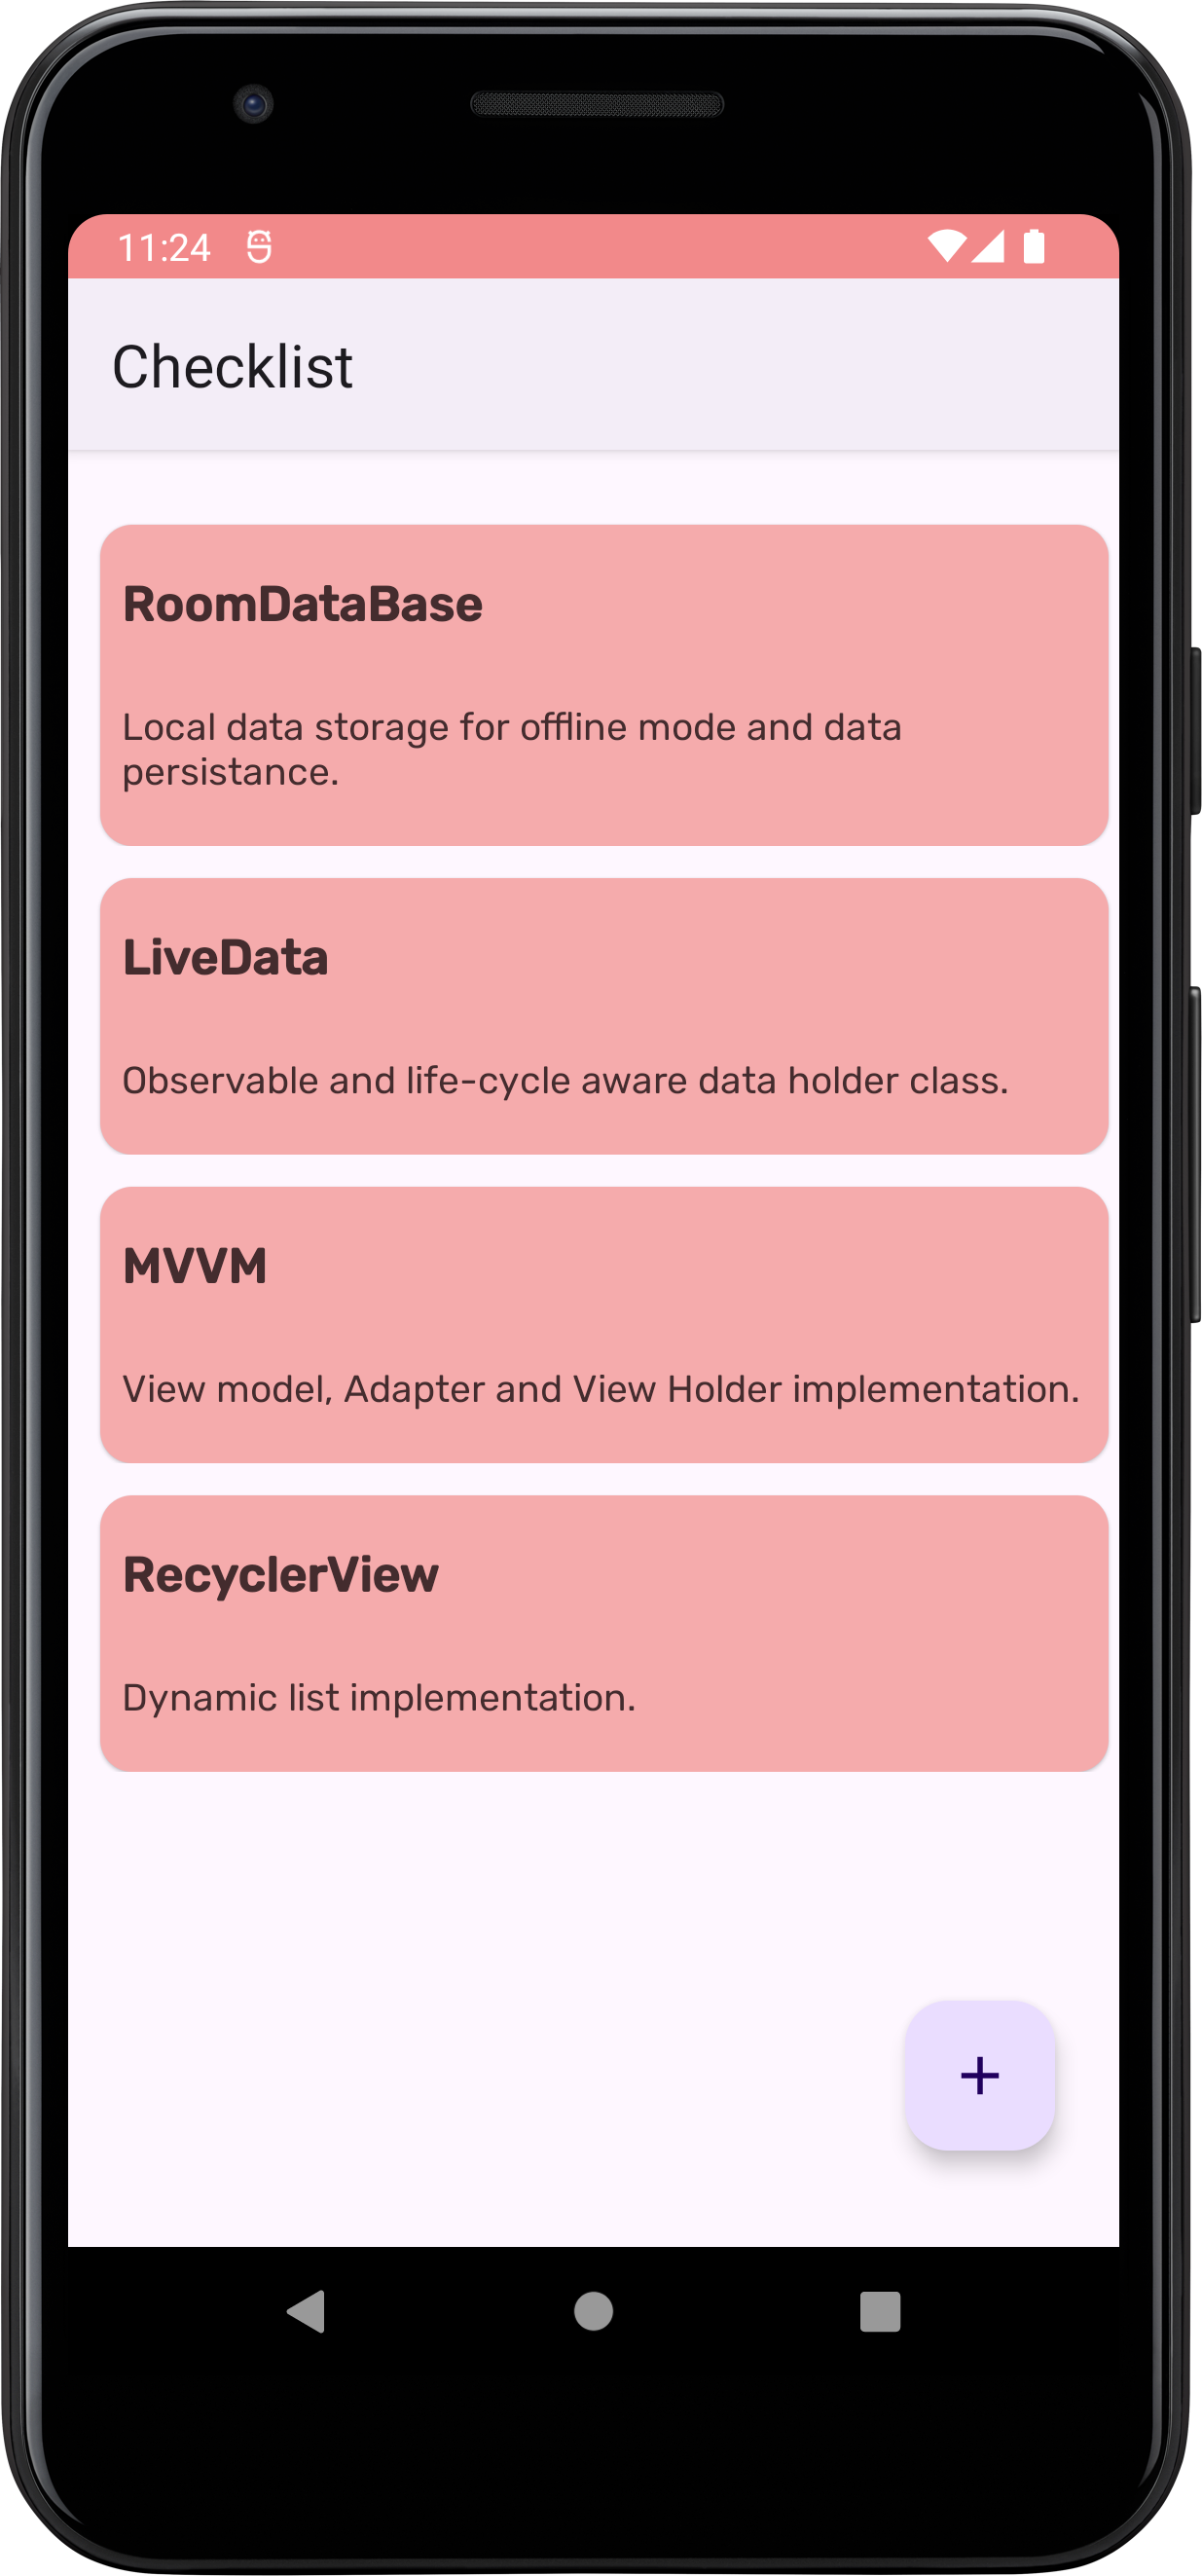 11:24
Checklist
RoomDataBase
Local data storage for offline mode and data
persistance.
LiveData
Observable and life-cycle aware data holder class.
MVVM
View model, Adapter and View Holder implementation.
RecyclerView
Dynamic list implementation.
+